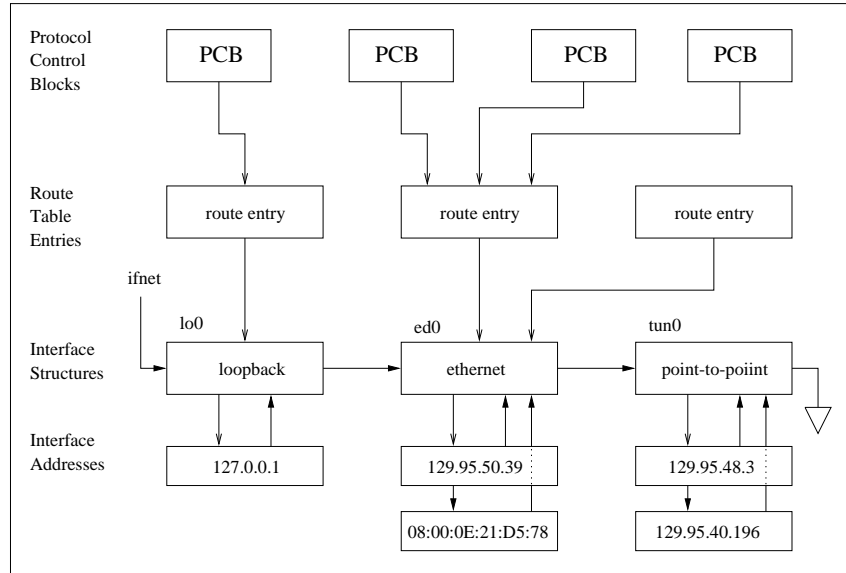 Protocol
Control
Blocks
PCB
PCB
PCB
PCB
Route
Table
Entries
route entry
route entry
route entry
ifnet
lo0
ed0
tun0
Interface
Structures
loopback
ethernet
point-to-poiint
Interface
Addresses
127.0.0.1
129.95.50.39
129.95.48.3
08:00:0E:21:D5:78
129.95.40.196